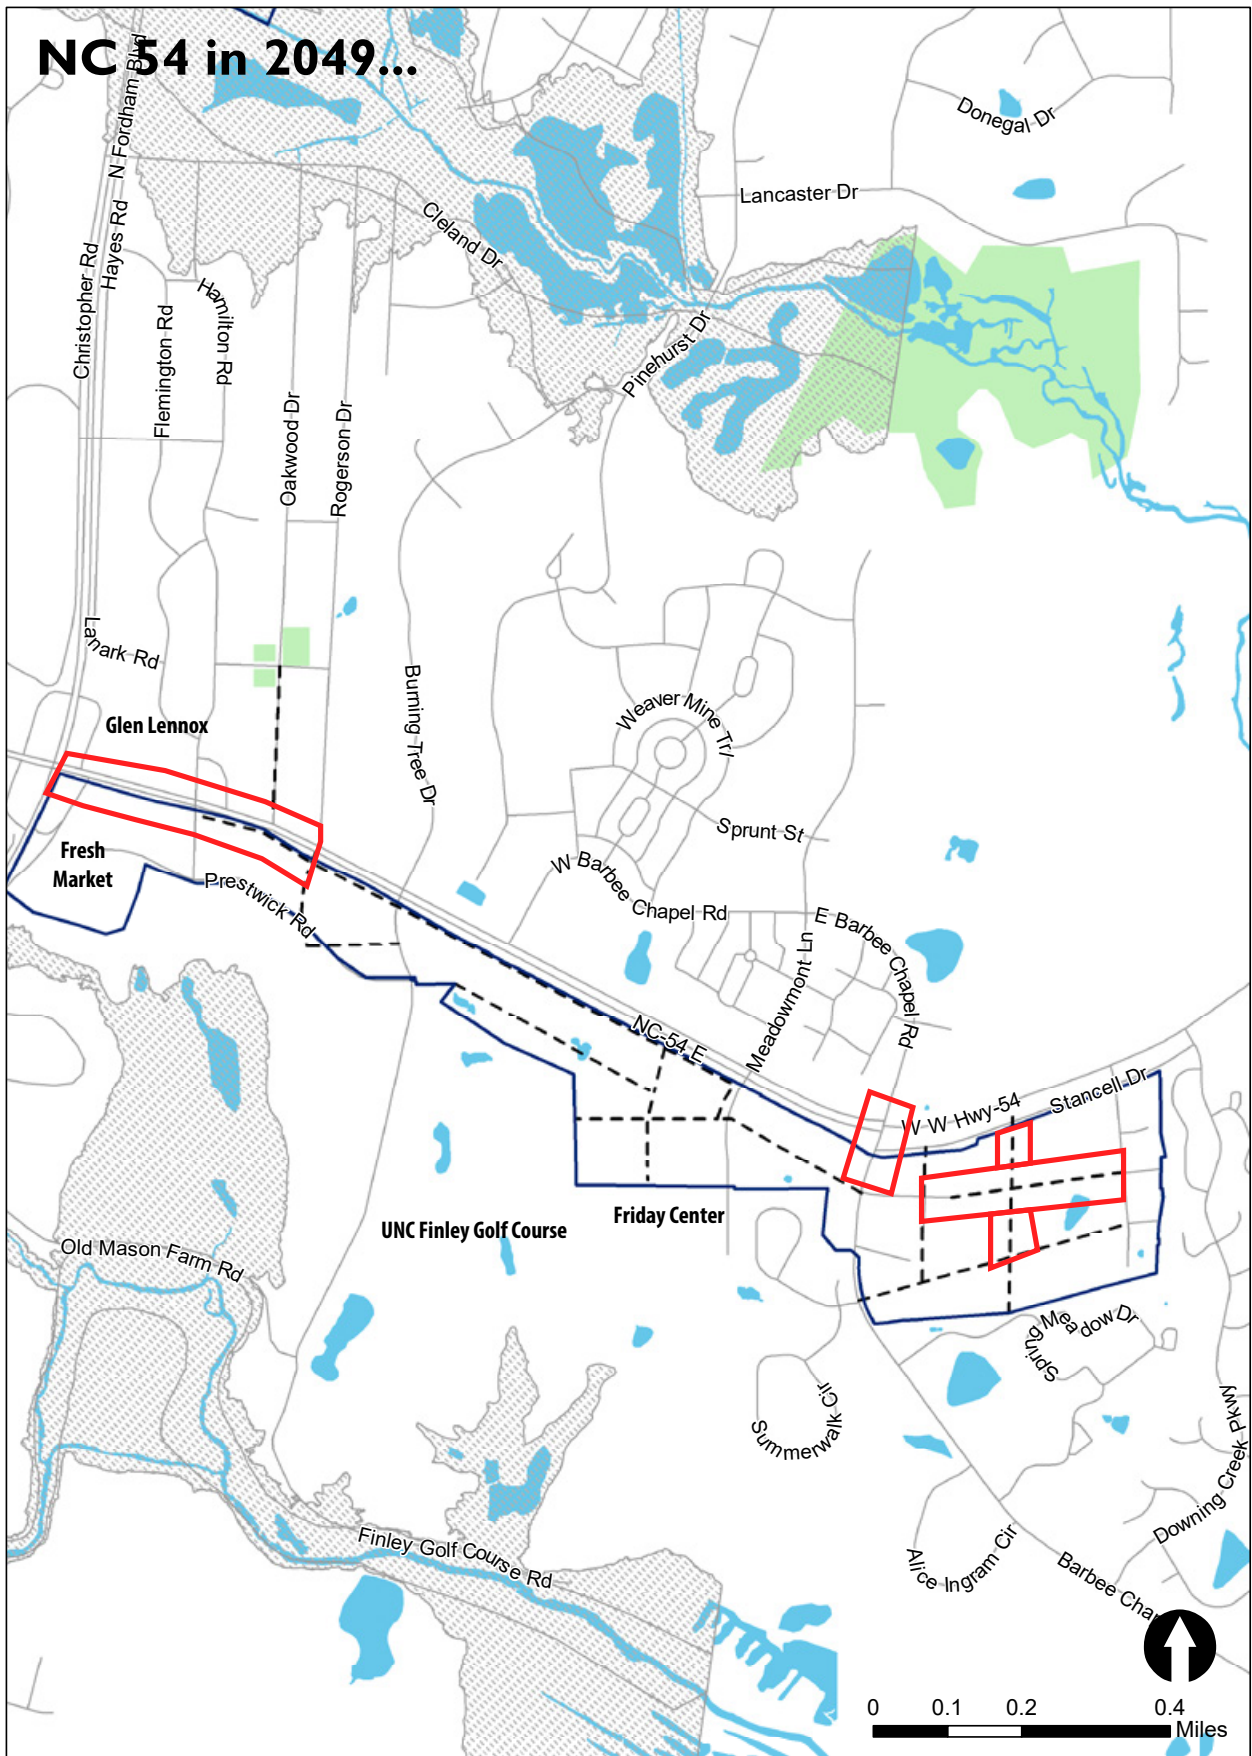 NC 54 in 2049...
N Fordham Blvd
Donegal Dr
Lancaster Dr
Hayes Rd
Cleland Dr
Christopher Rd
Hamilton Rd
Flemington Rd
Pinehurst Dr
Oakwood Dr
Rogerson Dr
Lanark Rd
Burning Tree Dr
Weaver Mine Trl
Glen Lennox
Sprunt St
Fresh
Market
W Barbee Chapel Rd
Prestwick Rd
E Barbee Chapel Rd
Meadowmont Ln
NC-54 E
W W Hwy-54
Stancell Dr
UNC Finley Golf Course
Friday Center
Old Mason Farm Rd
Spring Meadow Dr
Summerwalk Cir
Downing Creek Pkwy
Finley Golf Course Rd
Alice Ingram Cir
Barbee Cha
0 0.1 0.2 0.4
Miles